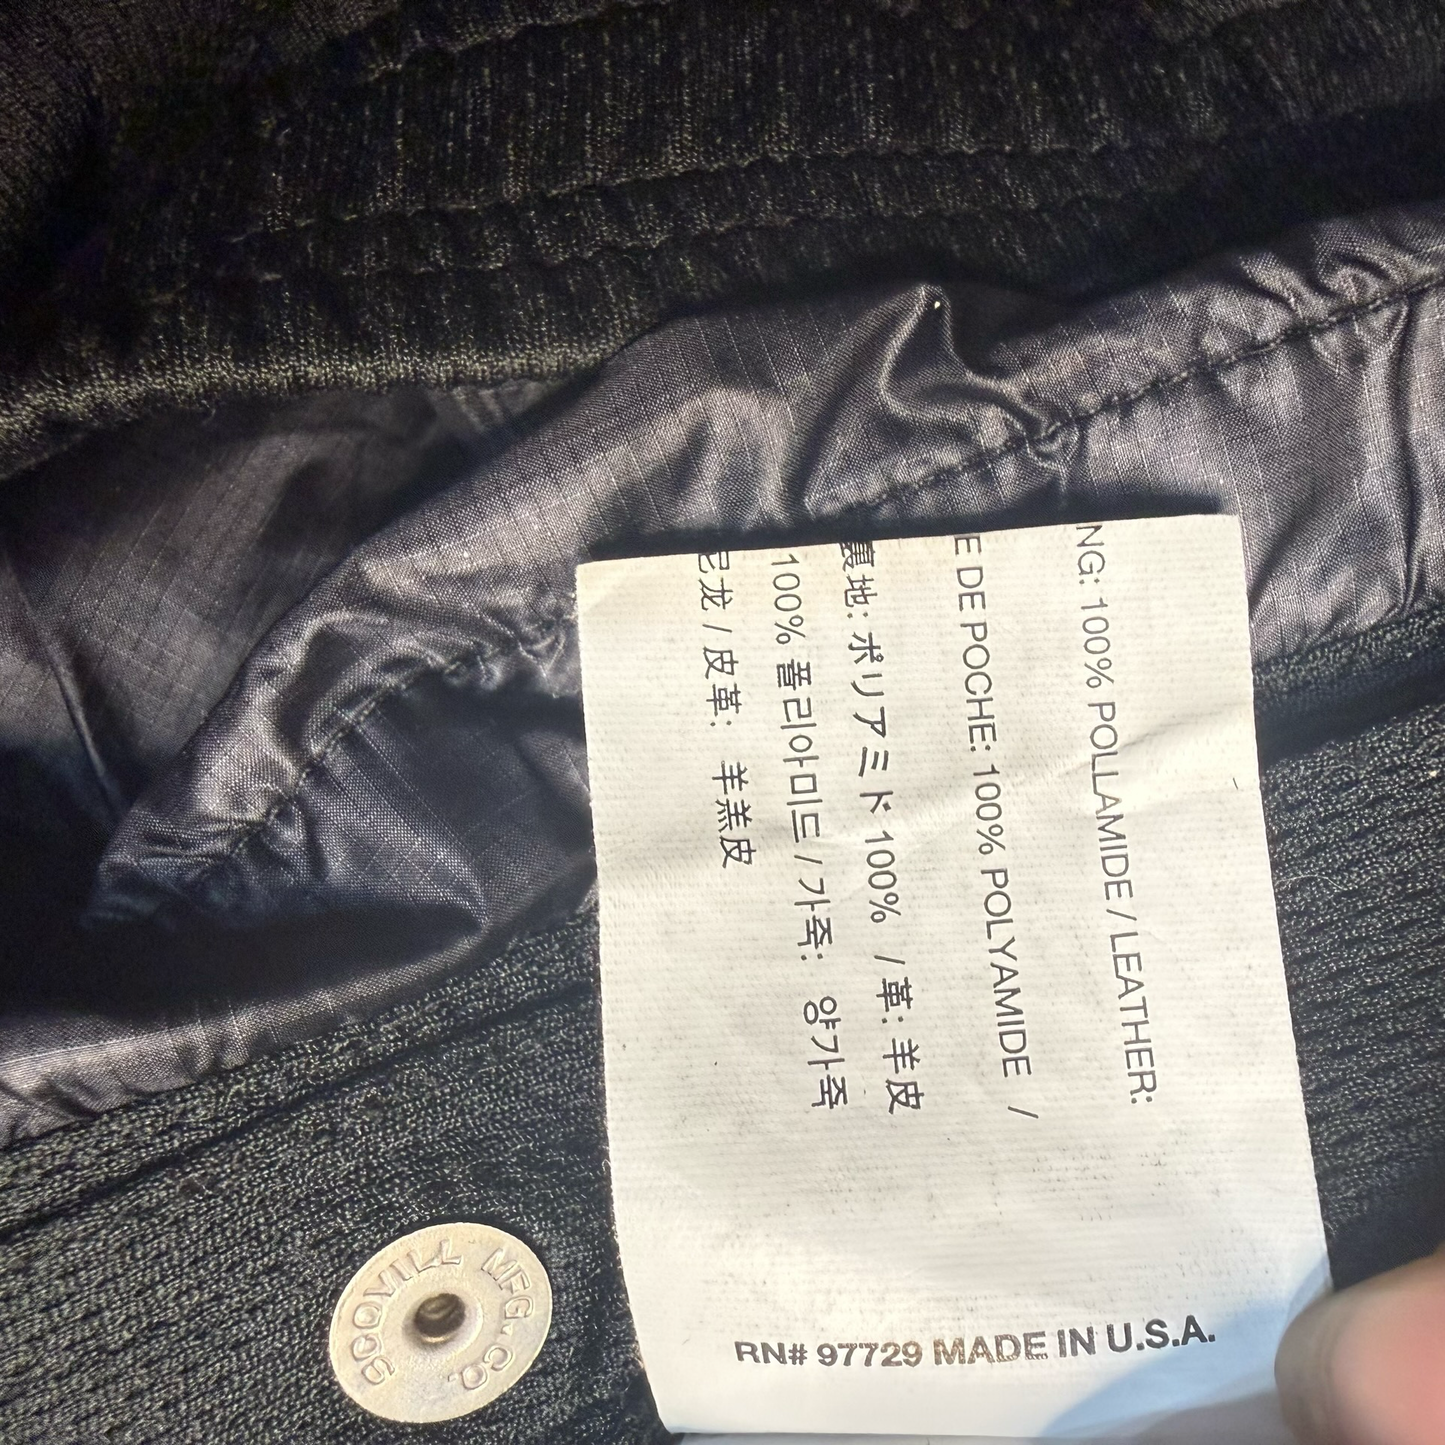 NG: 100% POLLAMIDE / LEATHER:
E DE POCHE: 100% POLYAMIDE /
裏地: ポリアミド 100% / 革: 羊皮
100% 폴리아미드 / 가죽: 양가죽
尼龙 / 皮革: 羊羔皮
RN# 97729 MADE IN U.S.A.
SCOVILL MFG. CO.